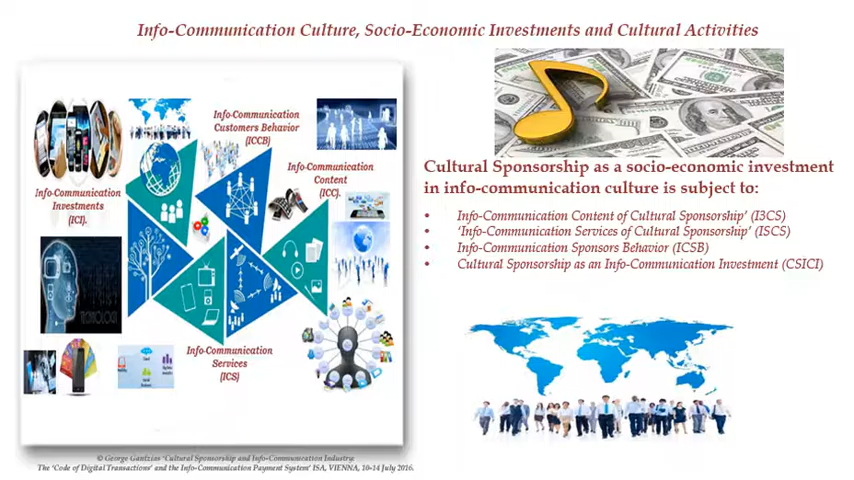 Info-Communication Culture, Socio-Economic Investments and Cultural Activities
Info-Communication
Customers Behavior
(ICCB)
Info-Communication
Content
(ICC).
Info-Communication
Investments
(ICI).
Info-Communication
Services
(ICS)
© George Gantzias 'Cultural Sponsorship and Info-Communication Industry:
The 'Code of Digital Transactions' and the Info-Communication Payment System' ISA, VIENNA, 10-14 July 2016.
Cultural Sponsorship as a socio-economic investment
in info-communication culture is subject to:
• Info-Communication Content of Cultural Sponsorship' (I3CS)
• 'Info-Communication Services of Cultural Sponsorship' (ISCS)
• Info-Communication Sponsors Behavior (ICSB)
• Cultural Sponsorship as an Info-Communication Investment (CSICI)